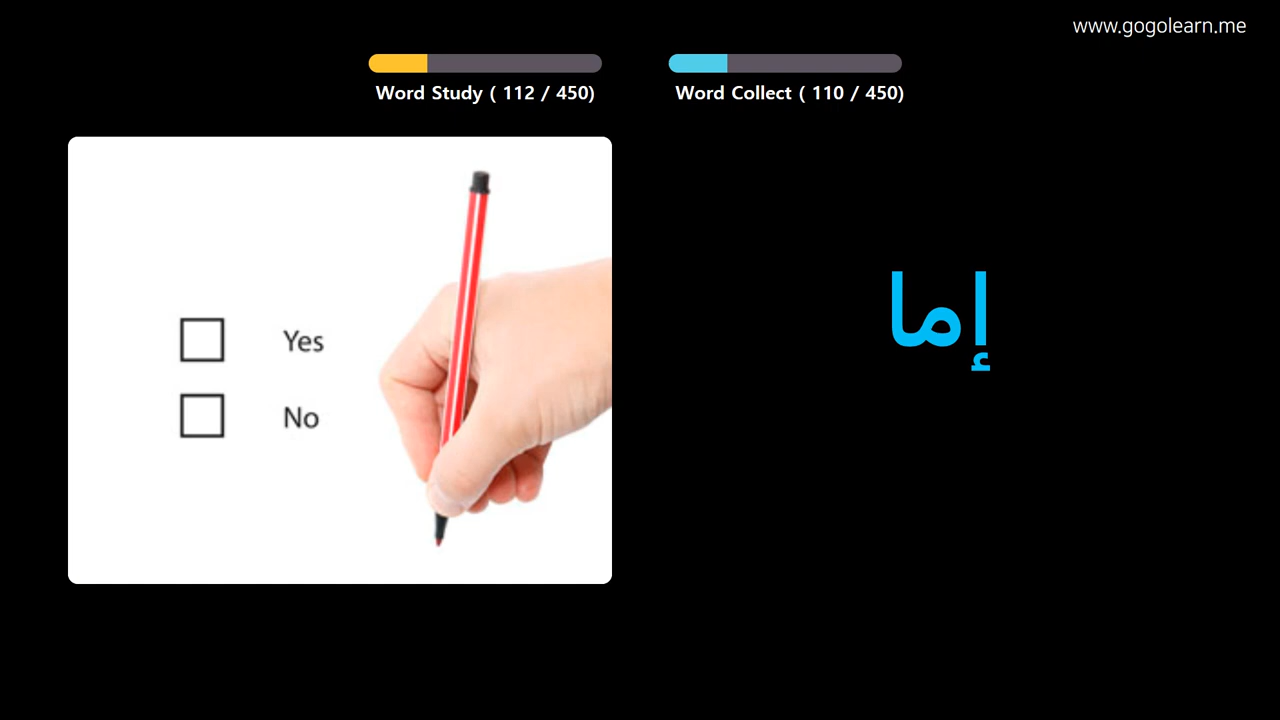 www.gogolearn.me
Word Study ( 112 / 450)
Word Collect ( 110 / 450)
Yes
No
إما